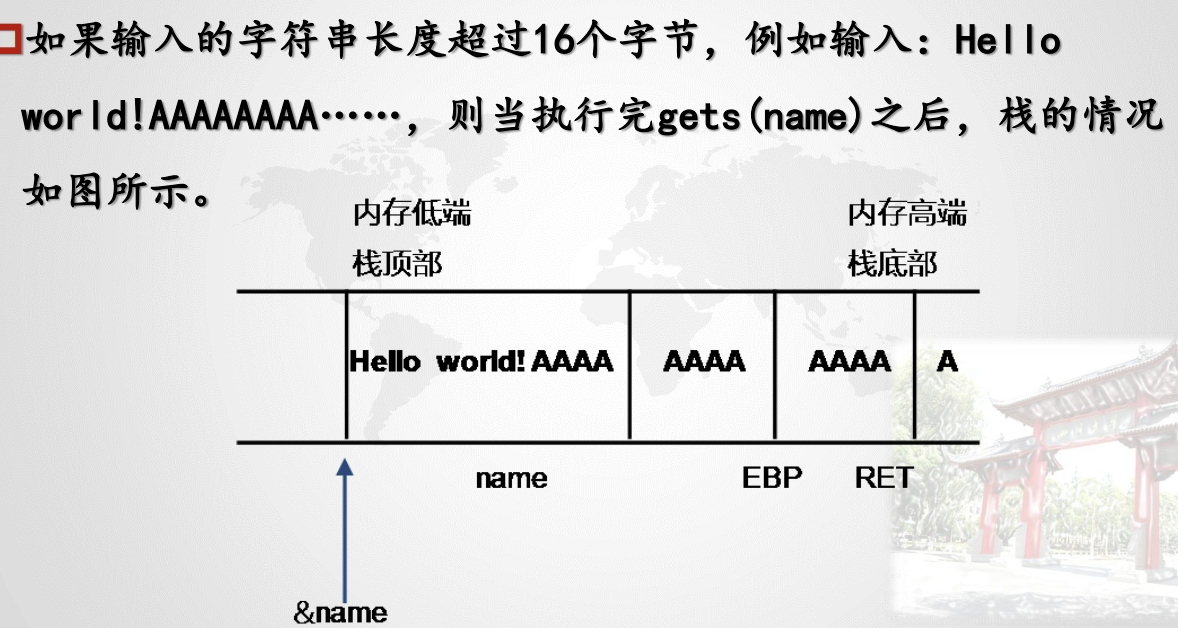 如果输入的字符串长度超过16个字节，例如输入：Hello
world!AAAAAAAA……，则当执行完gets(name)之后，栈的情况
如图所示。
内存低端 内存高端
栈顶部 栈底部
Hello world! AAAA AAAA AAAA A
name EBP RET
&name